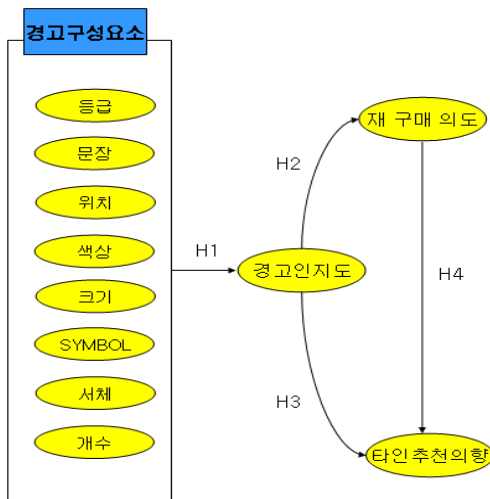 경고구성요소
등급
문장
위치
색상
크기
SYMBOL
서체
개수
H1
경고인지도
H2
재 구매 의도
H3
H4
타인추천의향